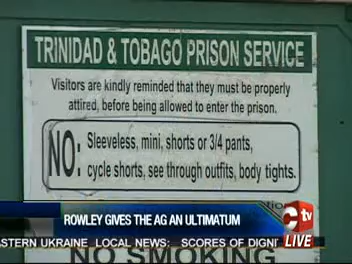 TRINIDAD & TOBAGO PRISON SERVICE
Visitors are kindly reminded that they must be properly
attired, before being allowed to enter the prison.
NO: Sleeveless, mini, shorts or 3/4 pants,
cycle shorts, see through outfits, body tights.
ROWLEY GIVES THE AG AN ULTIMATUM
tv
EASTERN UKRAINE LOCAL NEWS: SCORES OF DIGNI
LIVE
NO SMOKING